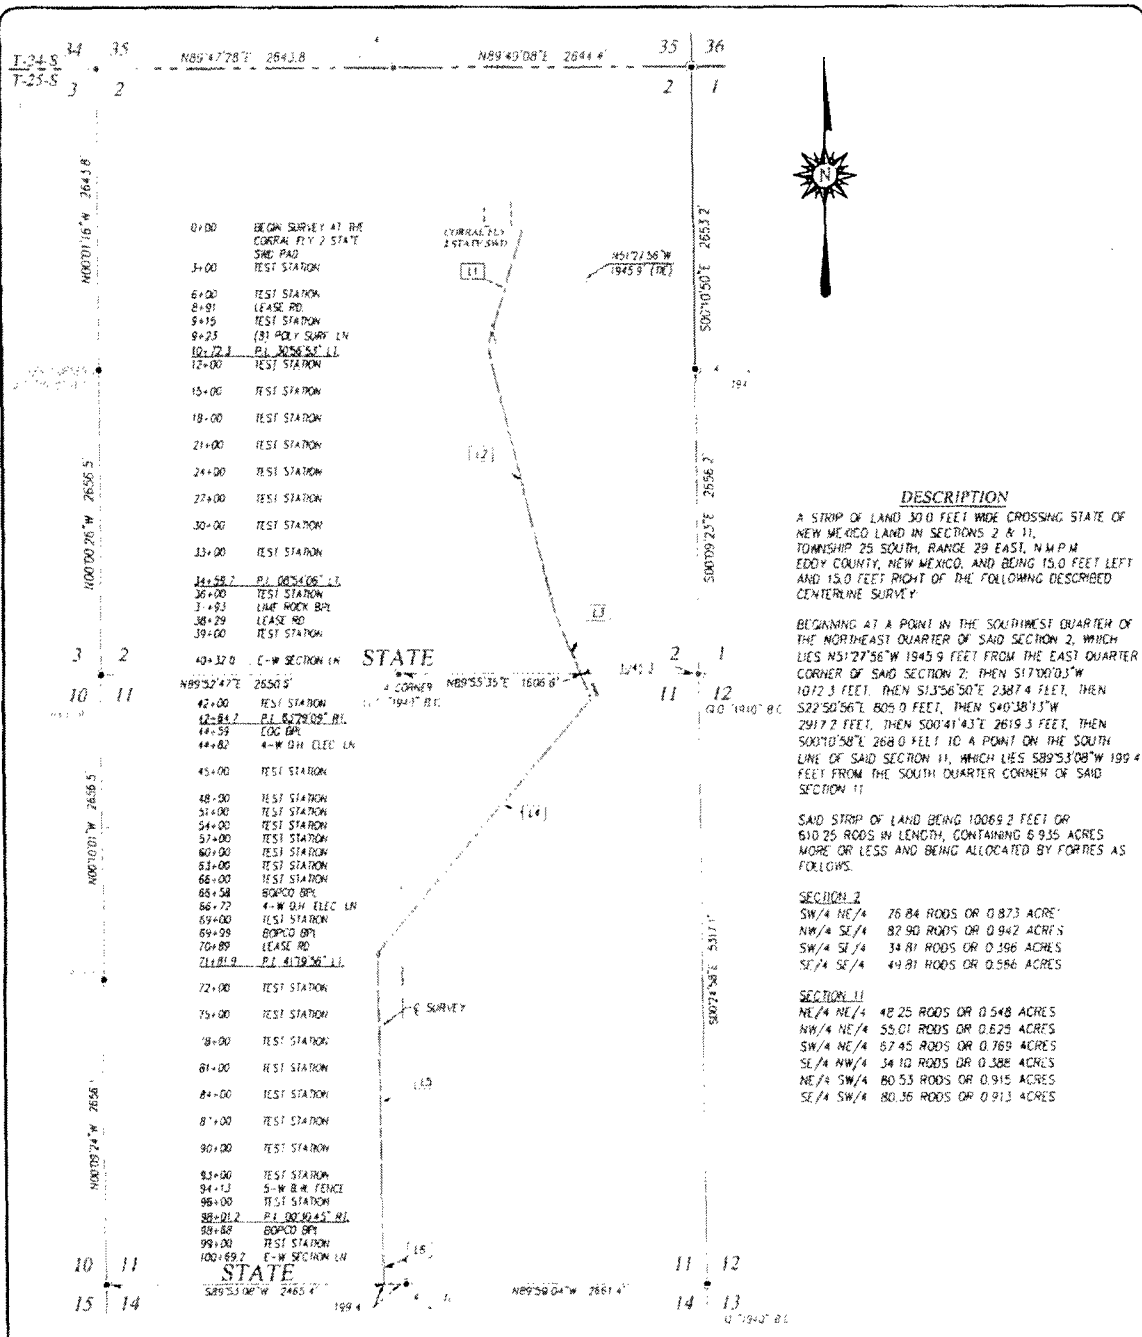 34 35
N89°47'28"E 2643.8
N89°49'08"E 2644.4'
35 36
T-24-S
T-25-S
3 2
2 1
N
N00°01'16"W 2643.8'
S00°10'50"E 2653.2'
0+00 BEGIN SURVEY AT THE
CORRAL FLY 2 STATE
SWD PAD
3+00 TEST STATION
6+00 TEST STATION
8+91 LEASE RD.
9+15 TEST STATION
9+23 (3) POLY SURF LN
10+72.3 P.I. 30°56'53" LT.
12+00 TEST STATION
15+00 TEST STATION
18+00 TEST STATION
21+00 TEST STATION
24+00 TEST STATION
27+00 TEST STATION
30+00 TEST STATION
33+00 TEST STATION
34+59.7 P.I. 08°54'06" LT.
36+00 TEST STATION
LIME ROCK BPL
38+29 LEASE RD
39+00 TEST STATION
40+32.0 E-W SECTION LN
CORRAL FLY
2 STATE SWD
L1
N51°27'56"W
1945.9' (TIE)
L2
L3
N00°00'26"W 2656.5'
S00°09'23"E 2656.2'
3 2
STATE
2 1
N89°52'47"E 2650.5'
N89°55'35"E 1606.6'
10 11
11 12
CORNER
42+00 TEST STATION
42+64.7 P.I. 63°29'09" RT.
44+59 EOG BPL
44+82 4-W O.H. ELEC LN
45+00 TEST STATION
48+00 TEST STATION
51+00 TEST STATION
54+00 TEST STATION
57+00 TEST STATION
60+00 TEST STATION
63+00 TEST STATION
66+00 TEST STATION
66+58 BOPCO BPL
66+72 4-W O.H. ELEC LN
69+00 TEST STATION
69+99 BOPCO BPL
70+89 LEASE RD
71+81.9 P.I. 41°19'56" LT.
72+00 TEST STATION
75+00 TEST STATION
78+00 TEST STATION
81+00 TEST STATION
84+00 TEST STATION
87+00 TEST STATION
90+00 TEST STATION
93+00 TEST STATION
94+13 5-W B.W. FENCE
96+00 TEST STATION
98+01.2 P.I. 00°30'45" RT.
98+88 BOPCO BPL
99+00 TEST STATION
100+69.2 E-W SECTION LN
L4
℄ SURVEY
L5
L6
N00°10'01"W 2656.5'
N00°09'24"W 2656'
S00°24'58"E 5317.1'
10 11
STATE
11 12
S89°53'08"W 2465.4'
N89°59'04"W 2661.4'
15 14
199.4
14 13
DESCRIPTION
A STRIP OF LAND 30.0 FEET WIDE CROSSING STATE OF
NEW MEXICO LAND IN SECTIONS 2 & 11,
TOWNSHIP 25 SOUTH, RANGE 29 EAST, N.M.P.M.
EDDY COUNTY, NEW MEXICO, AND BEING 15.0 FEET LEFT
AND 15.0 FEET RIGHT OF THE FOLLOWING DESCRIBED
CENTERLINE SURVEY:
BEGINNING AT A POINT IN THE SOUTHWEST QUARTER OF
THE NORTHEAST QUARTER OF SAID SECTION 2, WHICH
LIES N51°27'56"W 1945.9 FEET FROM THE EAST QUARTER
CORNER OF SAID SECTION 2; THEN S17°00'03"W
1072.3 FEET, THEN S13°56'50"E 2387.4 FEET, THEN
S22°50'56"E 805.0 FEET, THEN S40°38'13"W
2917.2 FEET, THEN S00°41'43"E 2619.3 FEET, THEN
S00°10'58"E 268.0 FEET TO A POINT ON THE SOUTH
LINE OF SAID SECTION 11, WHICH LIES S89°53'08"W 199.4
FEET FROM THE SOUTH QUARTER CORNER OF SAID
SECTION 11
SAID STRIP OF LAND BEING 10069.2 FEET OR
610.25 RODS IN LENGTH, CONTAINING 6.935 ACRES
MORE OR LESS AND BEING ALLOCATED BY FORTIES AS
FOLLOWS:
SECTION 2
SW/4 NE/4 76.84 RODS OR 0.873 ACRE
NW/4 SE/4 82.90 RODS OR 0.942 ACRES
SW/4 SE/4 34.81 RODS OR 0.396 ACRES
SE/4 SE/4 49.81 RODS OR 0.566 ACRES
SECTION 11
NE/4 NE/4 48.25 RODS OR 0.548 ACRES
NW/4 NE/4 55.01 RODS OR 0.625 ACRES
SW/4 NE/4 67.45 RODS OR 0.769 ACRES
SE/4 NW/4 34.10 RODS OR 0.388 ACRES
NE/4 SW/4 80.53 RODS OR 0.915 ACRES
SE/4 SW/4 80.36 RODS OR 0.913 ACRES